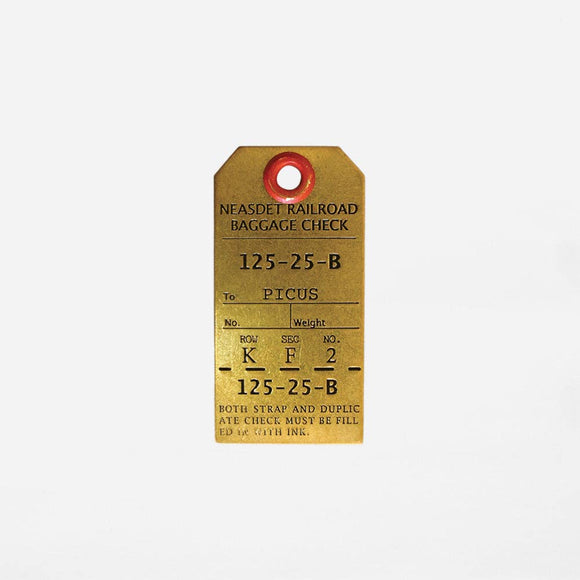 NEASDET RAILROAD
BAGGAGE CHECK
125-25-B
To PICUS
No. Weight
ROW SEC NO.
K F 2
125-25-B
BOTH STRAP AND DUPLIC
ATE CHECK MUST BE FILL
ED IN WITH INK.